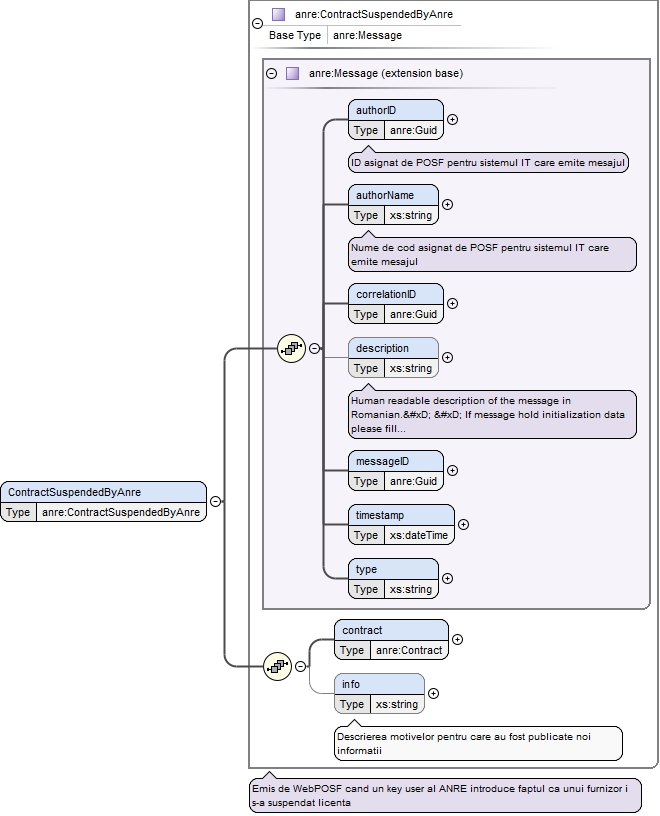 anre:ContractSuspendedByAnre
Base Type anre:Message
anre:Message (extension base)
authorID
Type anre:Guid
ID asignat de POSF pentru sistemul IT care emite mesajul
authorName
Type xs:string
Nume de cod asignat de POSF pentru sistemul IT care
emite mesajul
correlationID
Type anre:Guid
description
Type xs:string
Human readable description of the message in
Romanian.&#xD; &#xD; If message hold initialization data
please fill...
messageID
Type anre:Guid
ContractSuspendedByAnre
Type anre:ContractSuspendedByAnre
timestamp
Type xs:dateTime
type
Type xs:string
contract
Type anre:Contract
info
Type xs:string
Descrierea motivelor pentru care au fost publicate noi
informatii
Emis de WebPOSF cand un key user al ANRE introduce faptul ca unui furnizor i
s-a suspendat licenta